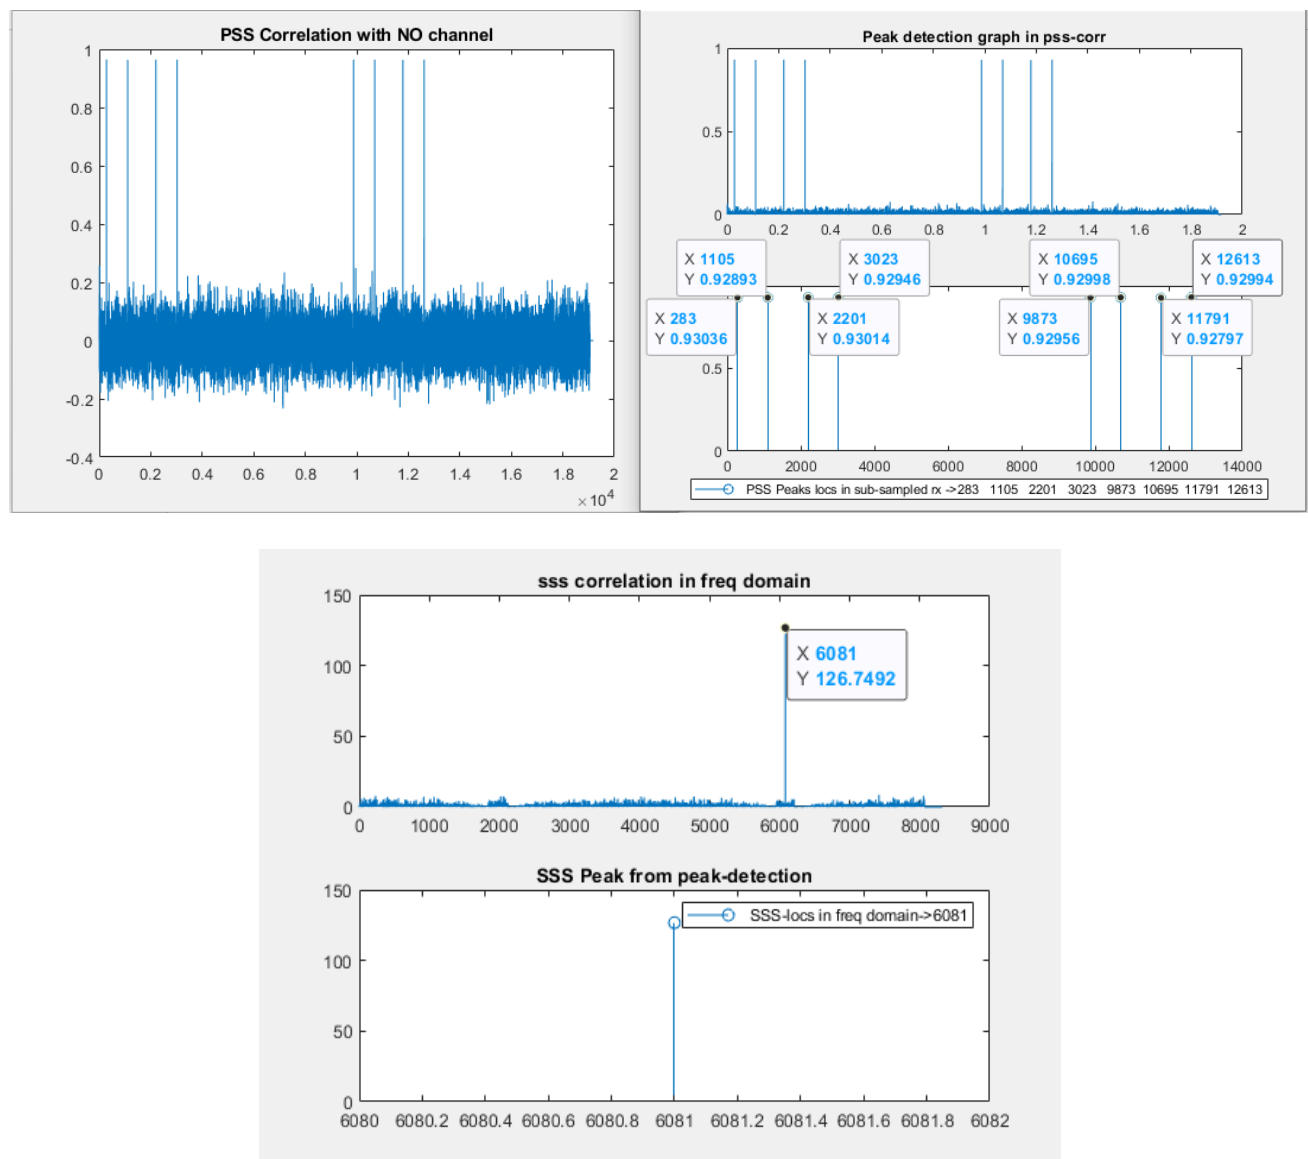 PSS Correlation with NO channel
1
0.8
0.6
0.4
0.2
0
-0.2
-0.4
0 0.2 0.4 0.6 0.8 1 1.2 1.4 1.6 1.8 2
×10^4
Peak detection graph in pss-corr
1
0.5
0
0 0.2 0.4 0.6 0.8 1 1.2 1.4 1.6 1.8 2
X 1105
Y 0.92893
X 3023
Y 0.92946
X 10695
Y 0.92998
X 12613
Y 0.92994
X 283
Y 0.93036
X 2201
Y 0.93014
X 9873
Y 0.92956
X 11791
Y 0.92797
0.5
0
0 2000 4000 6000 8000 10000 12000 14000
PSS Peaks locs in sub-sampled rx ->283 1105 2201 3023 9873 10695 11791 12613
sss correlation in freq domain
150
100
50
0
X 6081
Y 126.7492
0 1000 2000 3000 4000 5000 6000 7000 8000 9000
SSS Peak from peak-detection
150
100
50
0
SSS-locs in freq domain->6081
6080 6080.2 6080.4 6080.6 6080.8 6081 6081.2 6081.4 6081.6 6081.8 6082